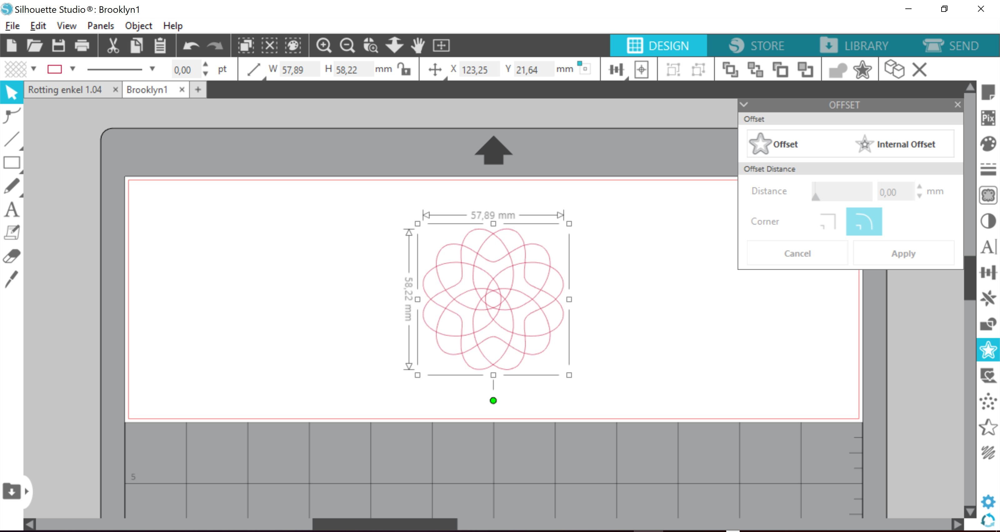 Silhouette Studio®: Brooklyn1
File Edit View Panels Object Help
DESIGN STORE LIBRARY SEND
0,00 pt W 57,89 H 58,22 mm X 123,25 Y 21,64 mm
Rotting enkel 1.04 Brooklyn1
OFFSET
Offset
Offset Internal Offset
Offset Distance
Distance 0,00 mm
Corner
Cancel Apply
57,89 mm
58,22 mm
5
Pix
A
A